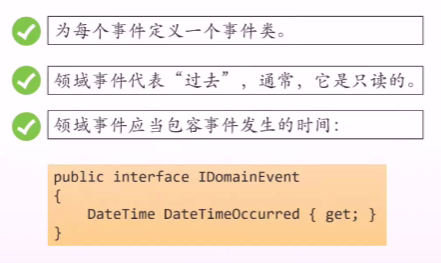 为每个事件定义一个事件类。
领域事件代表“过去”，通常，它是只读的。
领域事件应当包容事件发生的时间：
public interface IDomainEvent
{
    DateTime DateTimeOccurred { get; }
}